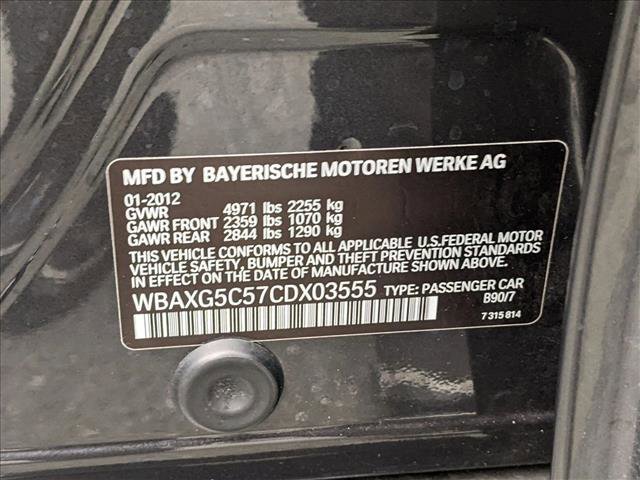 MFD BY BAYERISCHE MOTOREN WERKE AG
01-2012
GVWR 4971 lbs 2255 kg
GAWR FRONT 2359 lbs 1070 kg
GAWR REAR 2844 lbs 1290 kg
THIS VEHICLE CONFORMS TO ALL APPLICABLE U.S.FEDERAL MOTOR
VEHICLE SAFETY, BUMPER AND THEFT PREVENTION STANDARDS
IN EFFECT ON THE DATE OF MANUFACTURE SHOWN ABOVE.
WBAXG5C57CDX03555 TYPE: PASSENGER CAR
B90/7
7 315 814